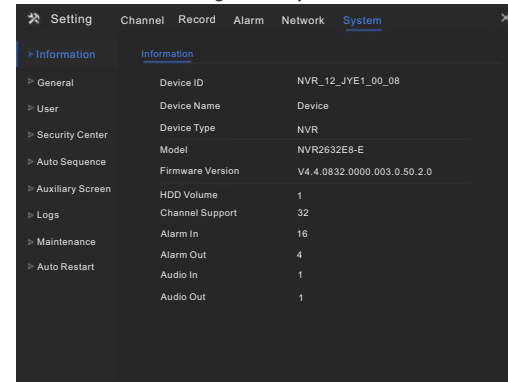 Setting Channel Record Alarm Network System ×
Information
General
User
Security Center
Auto Sequence
Auxiliary Screen
Logs
Maintenance
Auto Restart
Information
Device ID NVR_12_JYE1_00_08
Device Name Device
Device Type NVR
Model NVR2632E8-E
Firmware Version V4.4.0832.0000.003.0.50.2.0
HDD Volume 1
Channel Support 32
Alarm In 16
Alarm Out 4
Audio In 1
Audio Out 1